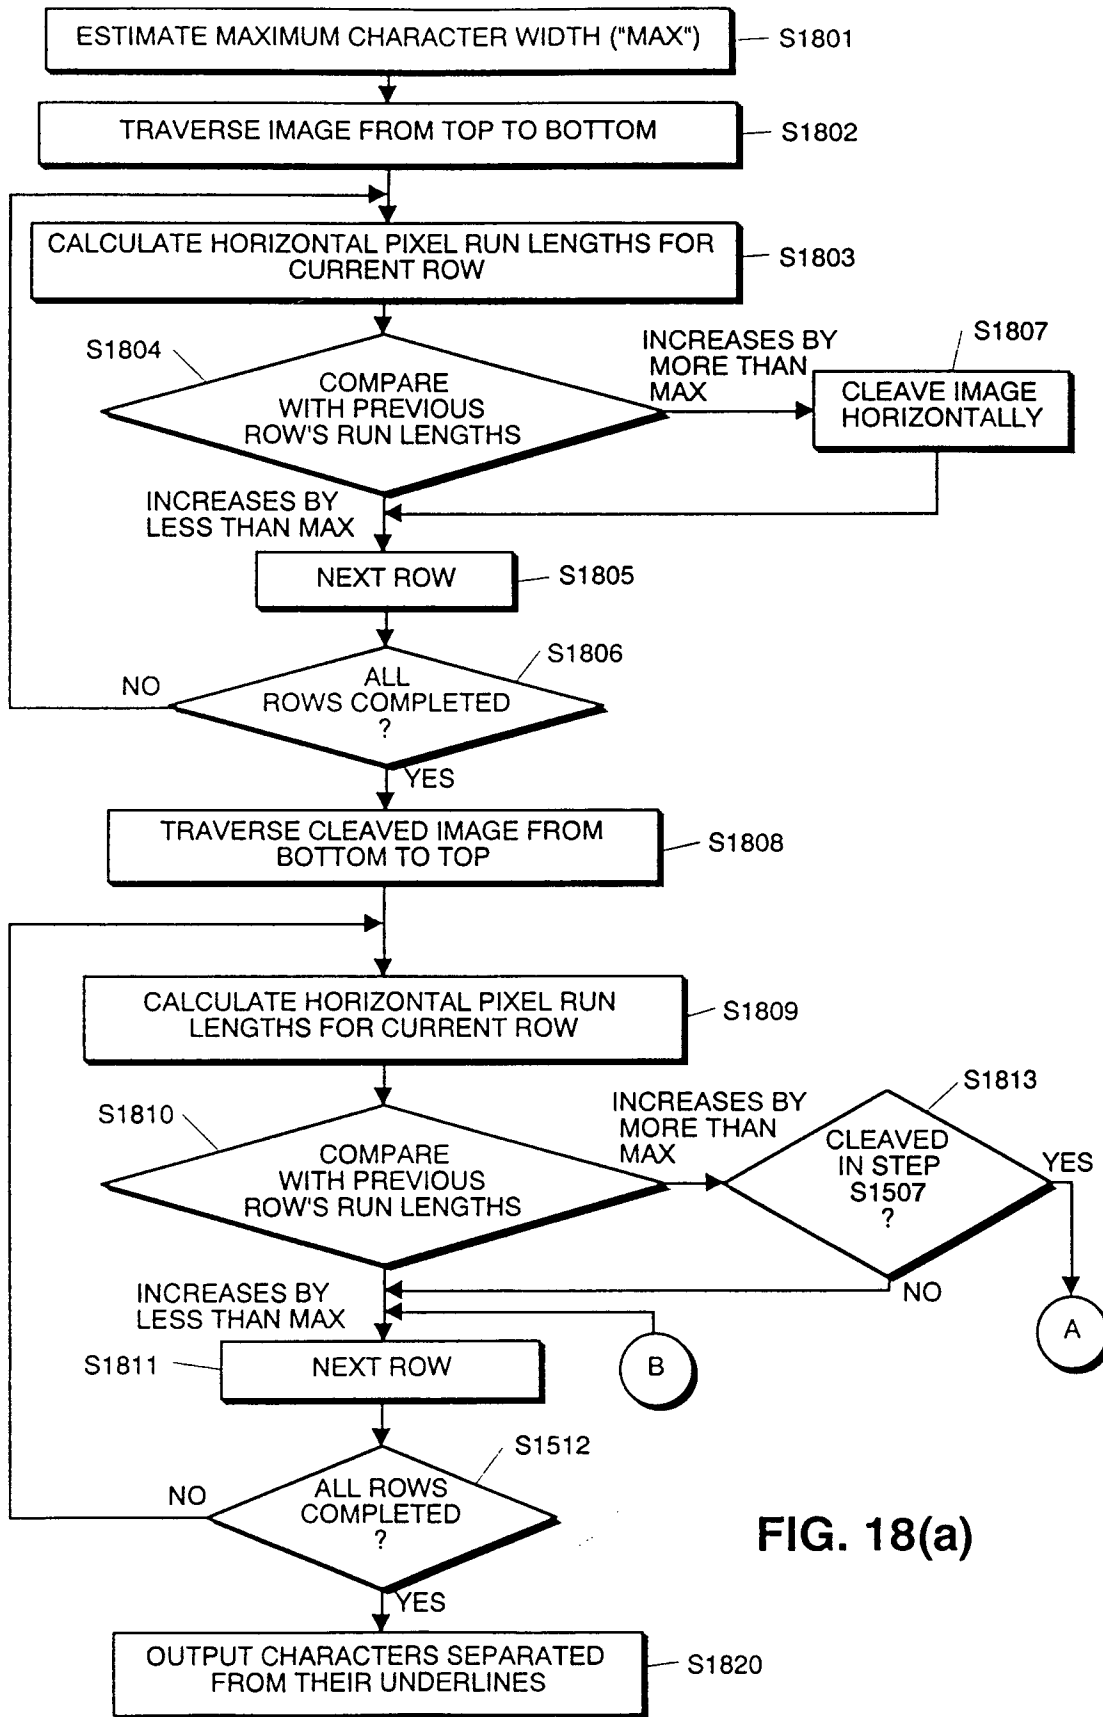 ESTIMATE MAXIMUM CHARACTER WIDTH ("MAX")
S1801
TRAVERSE IMAGE FROM TOP TO BOTTOM
S1802
CALCULATE HORIZONTAL PIXEL RUN LENGTHS FOR
CURRENT ROW
S1803
S1804
COMPARE
WITH PREVIOUS
ROW'S RUN LENGTHS
INCREASES BY
MORE THAN
MAX
S1807
CLEAVE IMAGE
HORIZONTALLY
INCREASES BY
LESS THAN MAX
NEXT ROW
S1805
S1806
ALL
ROWS COMPLETED
?
NO
YES
TRAVERSE CLEAVED IMAGE FROM
BOTTOM TO TOP
S1808
CALCULATE HORIZONTAL PIXEL RUN
LENGTHS FOR CURRENT ROW
S1809
S1810
COMPARE
WITH PREVIOUS
ROW'S RUN LENGTHS
INCREASES BY
MORE THAN
MAX
S1813
CLEAVED
IN STEP
S1507
?
YES
NO
A
INCREASES BY
LESS THAN MAX
B
S1811
NEXT ROW
S1512
ALL ROWS
COMPLETED
?
NO
YES
FIG. 18(a)
OUTPUT CHARACTERS SEPARATED
FROM THEIR UNDERLINES
S1820